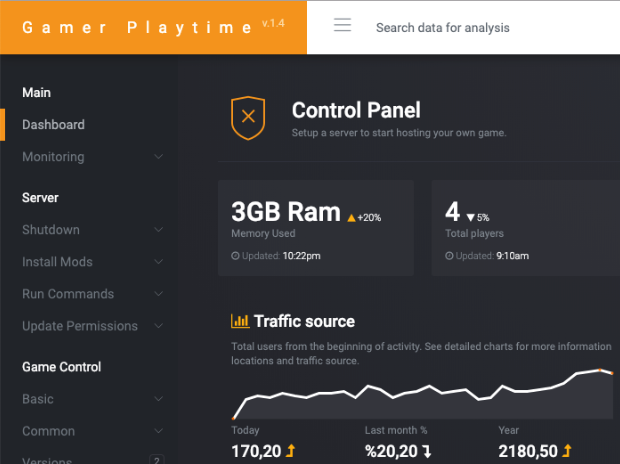 Gamer Playtime v.1.4
Search data for analysis
Main
Dashboard
Monitoring
Server
Shutdown
Install Mods
Run Commands
Update Permissions
Game Control
Basic
Common
Versions 2
Control Panel
Setup a server to start hosting your own game.
3GB Ram +20%
Memory Used
Updated: 10:22pm
4 5%
Total players
Updated: 9:10am
Traffic source
Total users from the beginning of activity. See detailed charts for more information
locations and traffic source.
Today
170,20
Last month %
%20,20
Year
2180,50